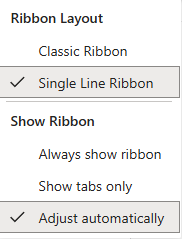 Ribbon Layout
Classic Ribbon
Single Line Ribbon
Show Ribbon
Always show ribbon
Show tabs only
Adjust automatically